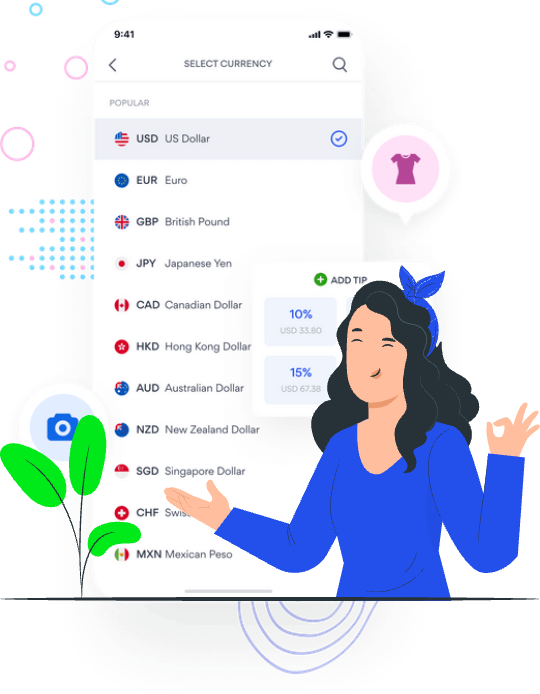 9:41
SELECT CURRENCY
POPULAR
USD US Dollar
EUR Euro
GBP British Pound
JPY Japanese Yen
CAD Canadian Dollar
HKD Hong Kong Dollar
AUD Australian Dollar
NZD New Zealand Dollar
SGD Singapore Dollar
CHF
MXN Mexican Peso
ADD TIP
10%
USD 33.80
15%
USD 67.38